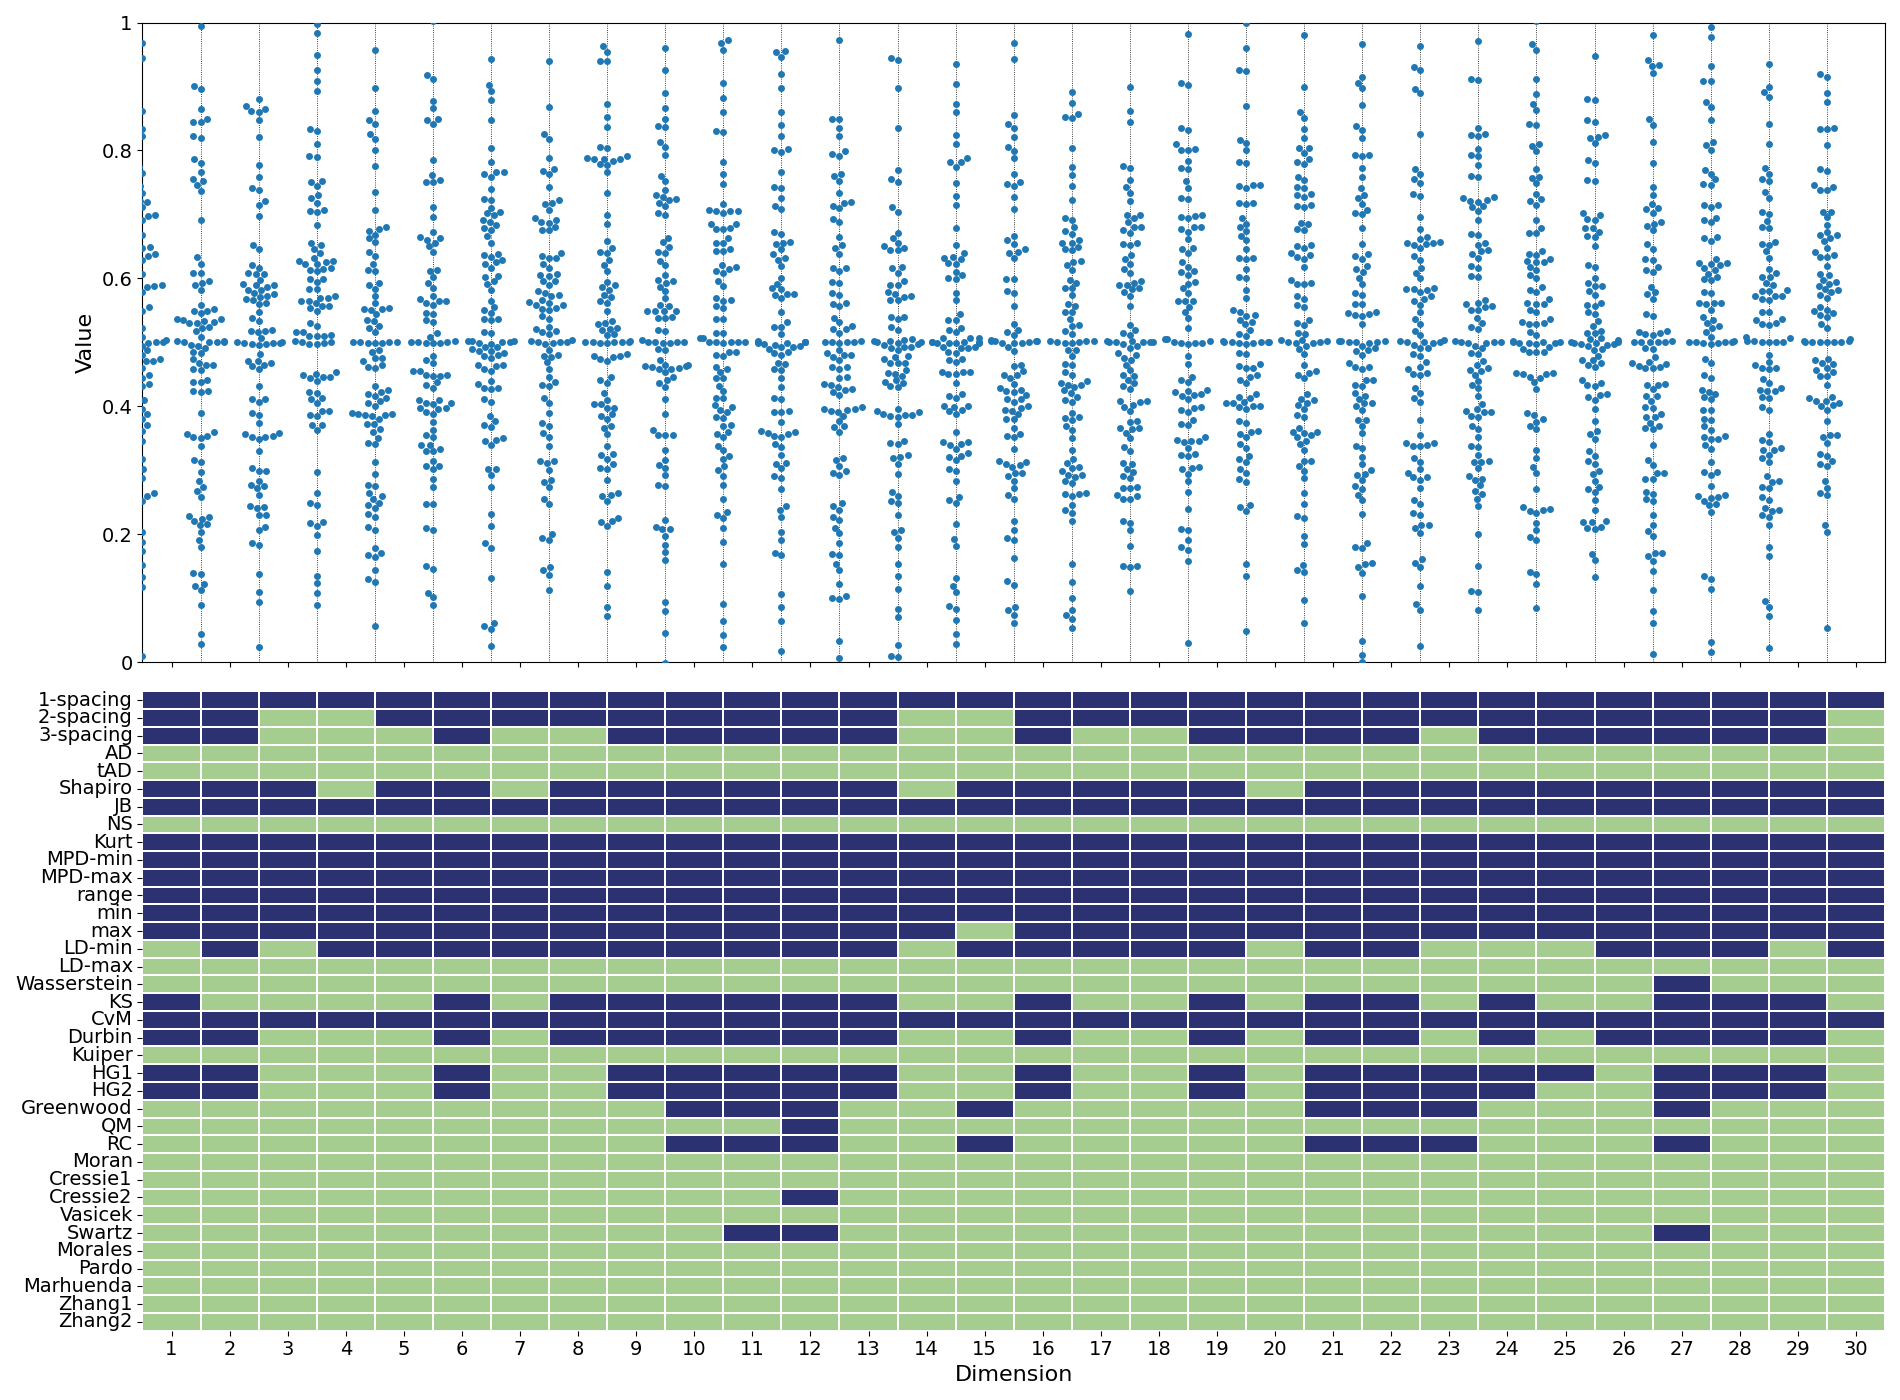 1
0.8
0.6
0.4
0.2
0
Value
1-spacing
2-spacing
3-spacing
AD
tAD
Shapiro
JB
NS
Kurt
MPD-min
MPD-max
range
min
max
LD-min
LD-max
Wasserstein
KS
CvM
Durbin
Kuiper
HG1
HG2
Greenwood
QM
RC
Moran
Cressie1
Cressie2
Vasicek
Swartz
Morales
Pardo
Marhuenda
Zhang1
Zhang2
1 2 3 4 5 6 7 8 9 10 11 12 13 14 15 16 17 18 19 20 21 22 23 24 25 26 27 28 29 30
Dimension